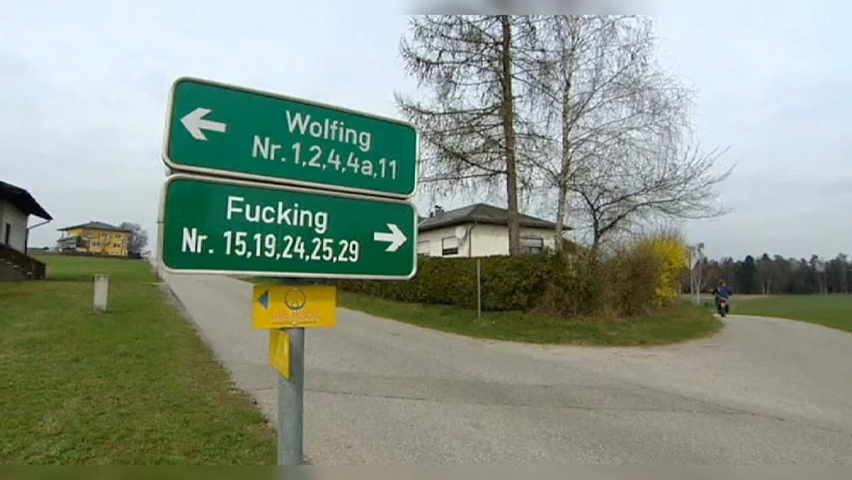 Wolfing
Nr. 1,2,4,4a,11
Fucking
Nr. 15,19,24,25,29